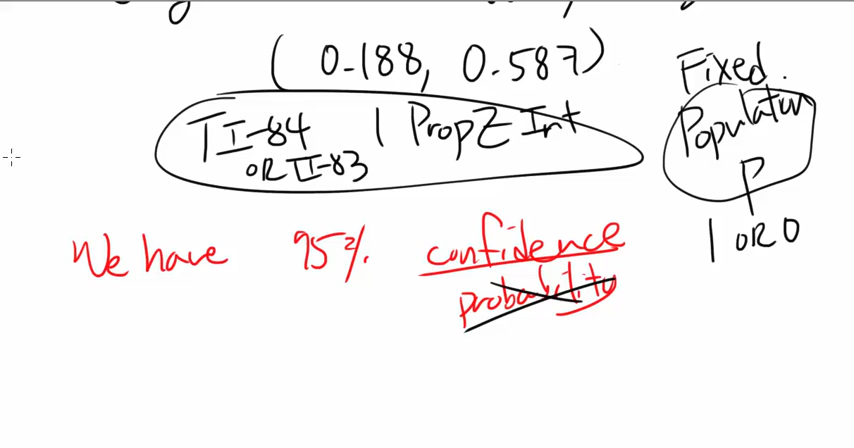 (0.188, 0.587)
Fixed.
Population
p
1 OR 0
TI-84 1 PropZInt
OR TI-83
We have 95% confidence
probability